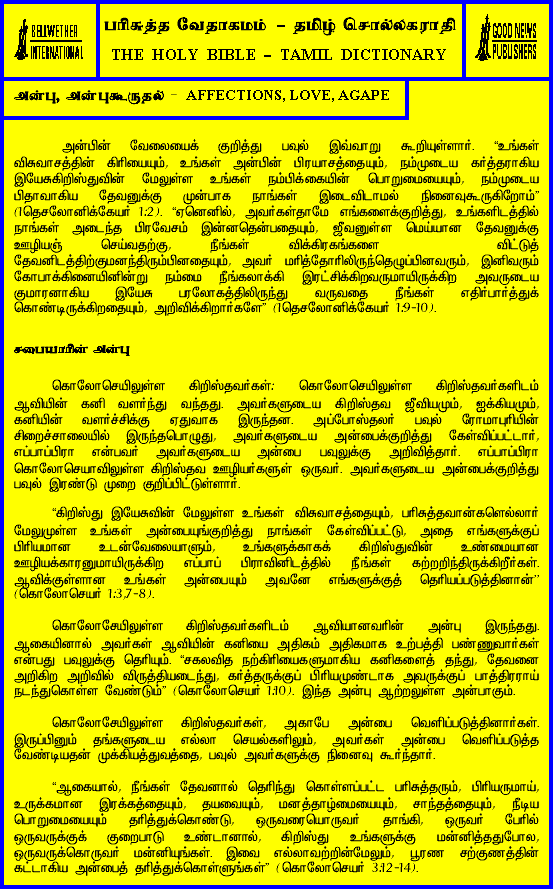 BELLWETHER
INTERNATIONAL
பரிசுத்த வேதாகமம் – தமிழ் சொல்லகராதி
THE HOLY BIBLE – TAMIL DICTIONARY
GOOD NEWS
PUBLISHERS
அன்பு, அன்புகூருதல் – AFFECTIONS, LOVE, AGAPE
அன்பின் வேலையைக் குறித்து பவுல் இவ்வாறு கூறியுள்ளார். “உங்கள்
விசுவாசத்தின் கிரியையும், உங்கள் அன்பின் பிரயாசத்தையும், நம்முடைய கர்த்தராகிய
இயேசுகிறிஸ்துவின் மேலுள்ள உங்கள் நம்பிக்கையின் பொறுமையையும், நம்முடைய
பிதாவாகிய தேவனுக்கு முன்பாக நாங்கள் இடைவிடாமல் நினைவுகூருகிறோம்”
(1தெசலோனிக்கேயர் 1:2). “ஏனெனில், அவர்கள்தாமே எங்களைக்குறித்து, உங்களிடத்தில்
நாங்கள் அடைந்த பிரவேசம் இன்னதென்பதையும், ஜீவனுள்ள மெய்யான தேவனுக்கு
ஊழியஞ் செய்வதற்கு, நீங்கள் விக்கிரகங்களை விட்டுத்
தேவனிடத்திற்குமனந்திரும்பினதையும், அவர் மரித்தோரிலிருந்தெழுப்பினவரும், இனிவரும்
கோபாக்கினையினின்று நம்மை நீங்கலாக்கி இரட்சிக்கிறவருமாயிருக்கிற அவருடைய
குமாரனாகிய இயேசு பரலோகத்திலிருந்து வருவதை நீங்கள் எதிர்பார்த்துக்
கொண்டிருக்கிறதையும், அறிவிக்கிறார்களே” (1தெசலோனிக்கேயர் 1:9-10).
சபையாரின் அன்பு
கொலோசெயிலுள்ள கிறிஸ்தவர்கள்: கொலோசெயிலுள்ள கிறிஸ்தவர்களிடம்
ஆவியின் கனி வளர்ந்து வந்தது. அவர்களுடைய கிறிஸ்தவ ஜீவியமும், ஐக்கியமும்,
கனியின் வளர்ச்சிக்கு ஏதுவாக இருந்தன. அப்போஸ்தலர் பவுல் ரோமாபுரியின்
சிறைச்சாலையில் இருந்தபொழுது, அவர்களுடைய அன்பைக்குறித்து கேள்விப்பட்டார்,
எப்பாப்பிரா என்பவர் அவர்களுடைய அன்பை பவுலுக்கு அறிவித்தார். எப்பாப்பிரா
கொலோசெயாவிலுள்ள கிறிஸ்தவ ஊழியர்களுள் ஒருவர். அவர்களுடைய அன்பைக்குறித்து
பவுல் இரண்டு முறை குறிப்பிட்டுள்ளார்.
“கிறிஸ்து இயேசுவின் மேலுள்ள உங்கள் விசுவாசத்தையும், பரிசுத்தவான்களெல்லார்
மேலுமுள்ள உங்கள் அன்பையுங்குறித்து நாங்கள் கேள்விப்பட்டு, அதை எங்களுக்குப்
பிரியமான உடன்வேலையாளும், உங்களுக்காகக் கிறிஸ்துவின் உண்மையான
ஊழியக்காரனுமாயிருக்கிற எப்பாப் பிராவினிடத்தில் நீங்கள் கற்றறிந்திருக்கிறீர்கள்.
ஆவிக்குள்ளான உங்கள் அன்பையும் அவனே எங்களுக்குத் தெரியப்படுத்தினான்”
(கொலோசெயர் 1:3,7-8).
கொலோசேயிலுள்ள கிறிஸ்தவர்களிடம் ஆவியானவரின் அன்பு இருந்தது.
ஆகையினால் அவர்கள் ஆவியின் கனியை அதிகம் அதிகமாக உற்பத்தி பண்ணுவார்கள்
என்பது பவுலுக்கு தெரியும். “சகலவித நற்கிரியைகளுமாகிய கனிகளைத் தந்து, தேவனை
அறிகிற அறிவில் விருத்தியடைந்து, கர்த்தருக்குப் பிரியமுண்டாக அவருக்குப் பாத்திரராய்
நடந்துகொள்ள வேண்டும்” (கொலோசெயர் 1:10). இந்த அன்பு ஆற்றலுள்ள அன்பாகும்.
கொலோசேயிலுள்ள கிறிஸ்தவர்கள், அகாபே அன்பை வெளிப்படுத்தினார்கள்.
இருப்பினும் தங்களுடைய எல்லா செயல்களிலும், அவர்கள் அன்பை வெளிப்படுத்த
வேண்டியதன் முக்கியத்துவத்தை, பவுல் அவர்களுக்கு நினைவு கூர்ந்தார்.
“ஆகையால், நீங்கள் தேவனால் தெரிந்து கொள்ளப்பட்ட பரிசுத்தரும், பிரியருமாய்,
உருக்கமான இரக்கத்தையும், தயவையும், மனத்தாழ்மையையும், சாந்தத்தையும், நீடிய
பொறுமையையும் தரித்துக்கொண்டு, ஒருவரையொருவர் தாங்கி, ஒருவர் பேரில்
ஒருவருக்குக் குறைபாடு உண்டானால், கிறிஸ்து உங்களுக்கு மன்னித்ததுபோல,
ஒருவருக்கொருவர் மன்னியுங்கள். இவை எல்லாவற்றின்மேலும், பூரண சற்குணத்தின்
கட்டாகிய அன்பைத் தரித்துக்கொள்ளுங்கள்” (கொலோசெயர் 3:12-14).